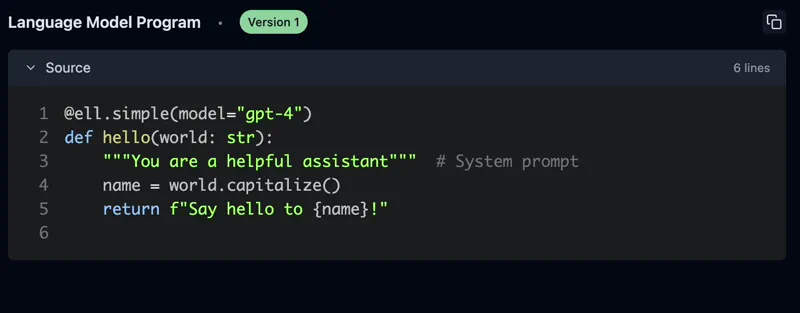 Language Model Program • Version 1
Source 6 lines
1 @ell.simple(model="gpt-4")
2 def hello(world: str):
3     """You are a helpful assistant"""  # System prompt
4     name = world.capitalize()
5     return f"Say hello to {name}!"
6